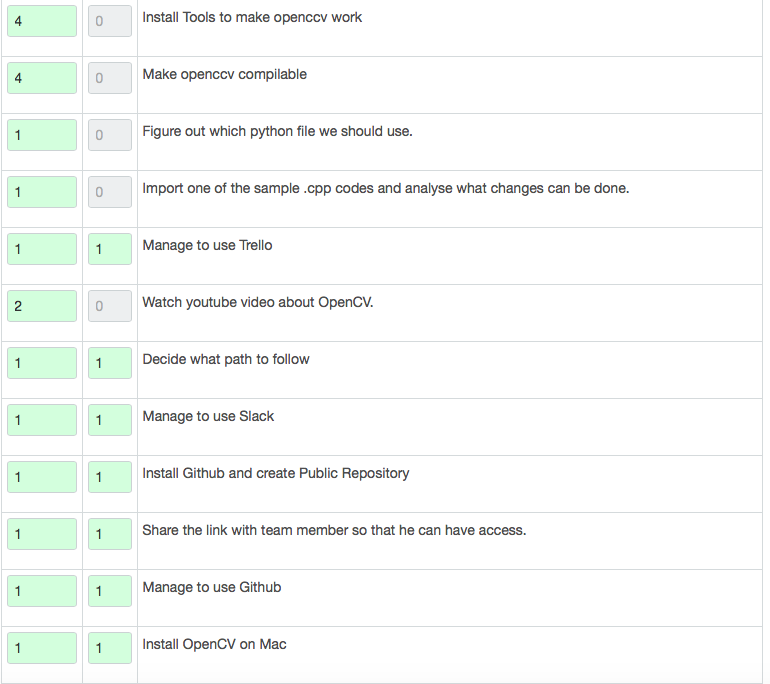 4 0 Install Tools to make openccv work
4 0 Make openccv compilable
1 0 Figure out which python file we should use.
1 0 Import one of the sample .cpp codes and analyse what changes can be done.
1 1 Manage to use Trello
2 0 Watch youtube video about OpenCV.
1 1 Decide what path to follow
1 1 Manage to use Slack
1 1 Install Github and create Public Repository
1 1 Share the link with team member so that he can have access.
1 1 Manage to use Github
1 1 Install OpenCV on Mac